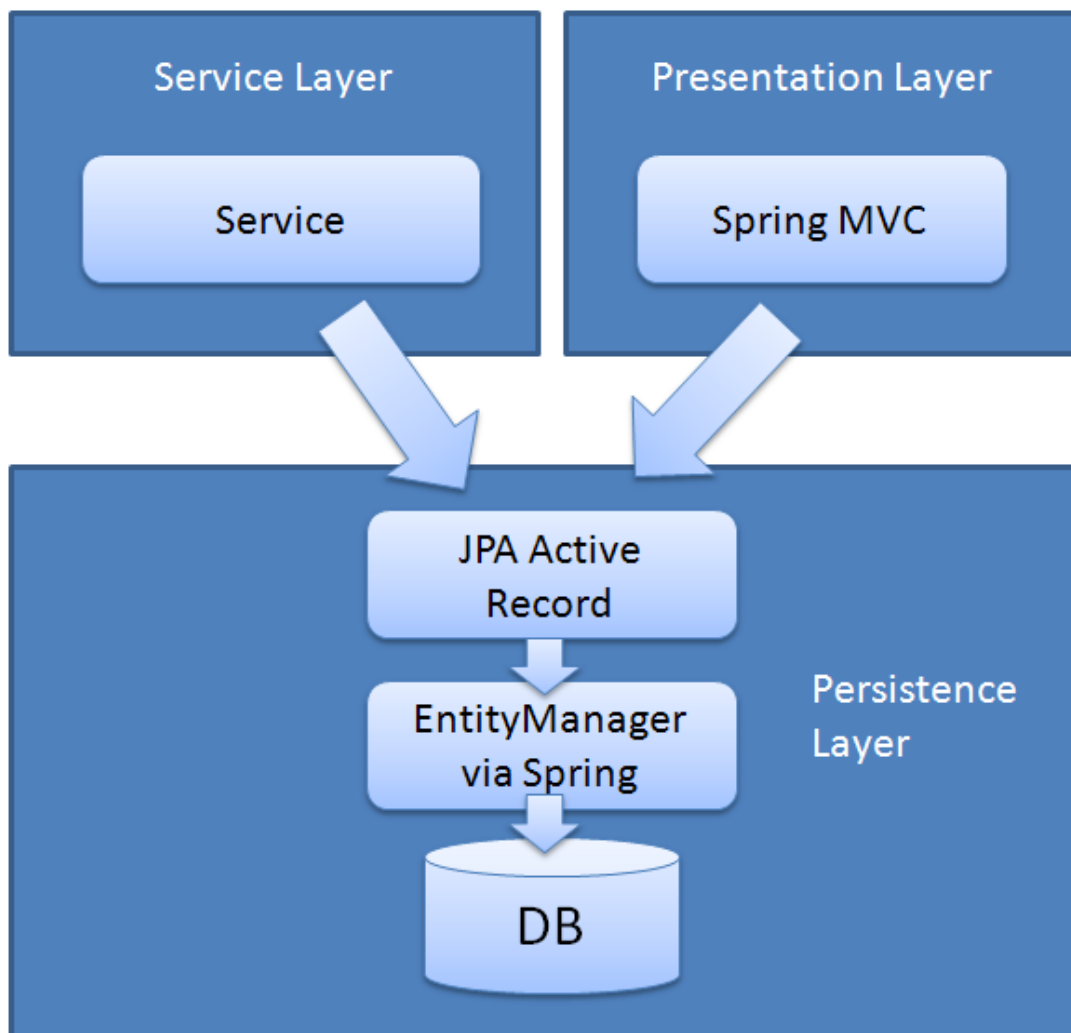 Service Layer
Presentation Layer
Service
Spring MVC
JPA Active
Record
EntityManager
via Spring
Persistence
Layer
DB